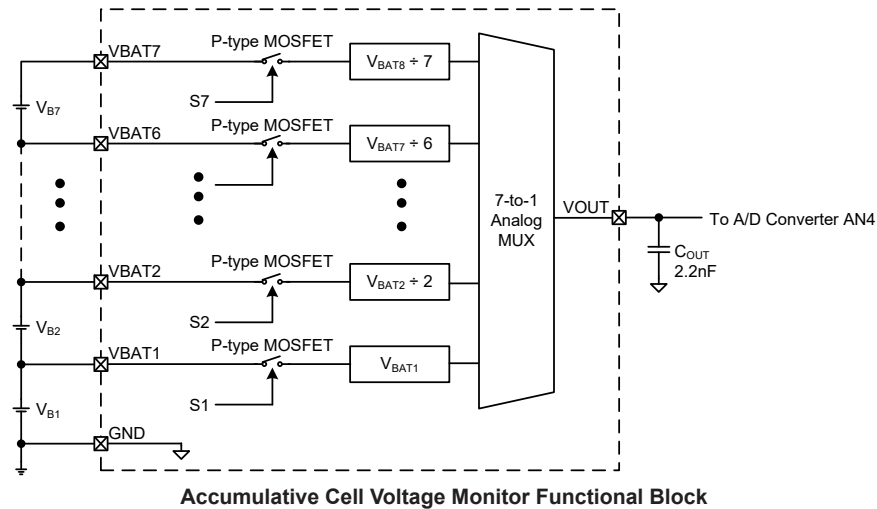 VBAT7
P-type MOSFET
VBAT8 ÷ 7
S7
VB7
VBAT6
P-type MOSFET
VBAT7 ÷ 6
7-to-1
Analog
MUX
VOUT
To A/D Converter AN4
COUT
2.2nF
VBAT2
P-type MOSFET
VBAT2 ÷ 2
S2
VB2
VBAT1
P-type MOSFET
VBAT1
S1
VB1
GND
Accumulative Cell Voltage Monitor Functional Block